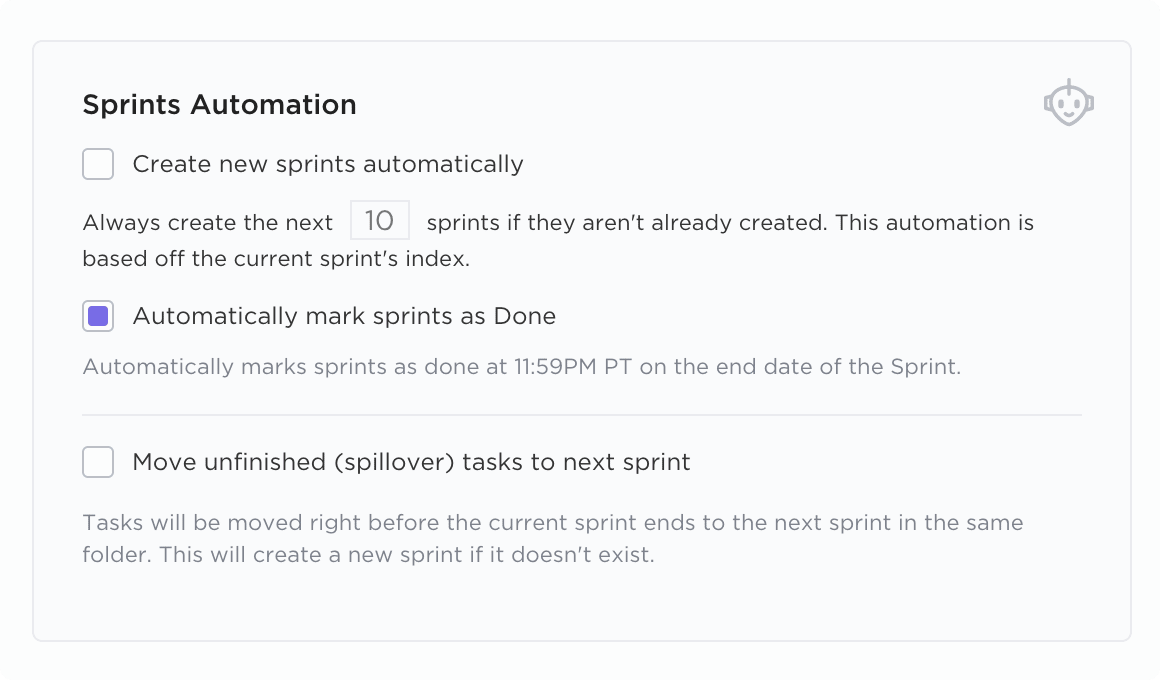 Sprints Automation
Create new sprints automatically
Always create the next 10 sprints if they aren't already created. This automation is
based off the current sprint's index.
Automatically mark sprints as Done
Automatically marks sprints as done at 11:59PM PT on the end date of the Sprint.
Move unfinished (spillover) tasks to next sprint
Tasks will be moved right before the current sprint ends to the next sprint in the same
folder. This will create a new sprint if it doesn't exist.